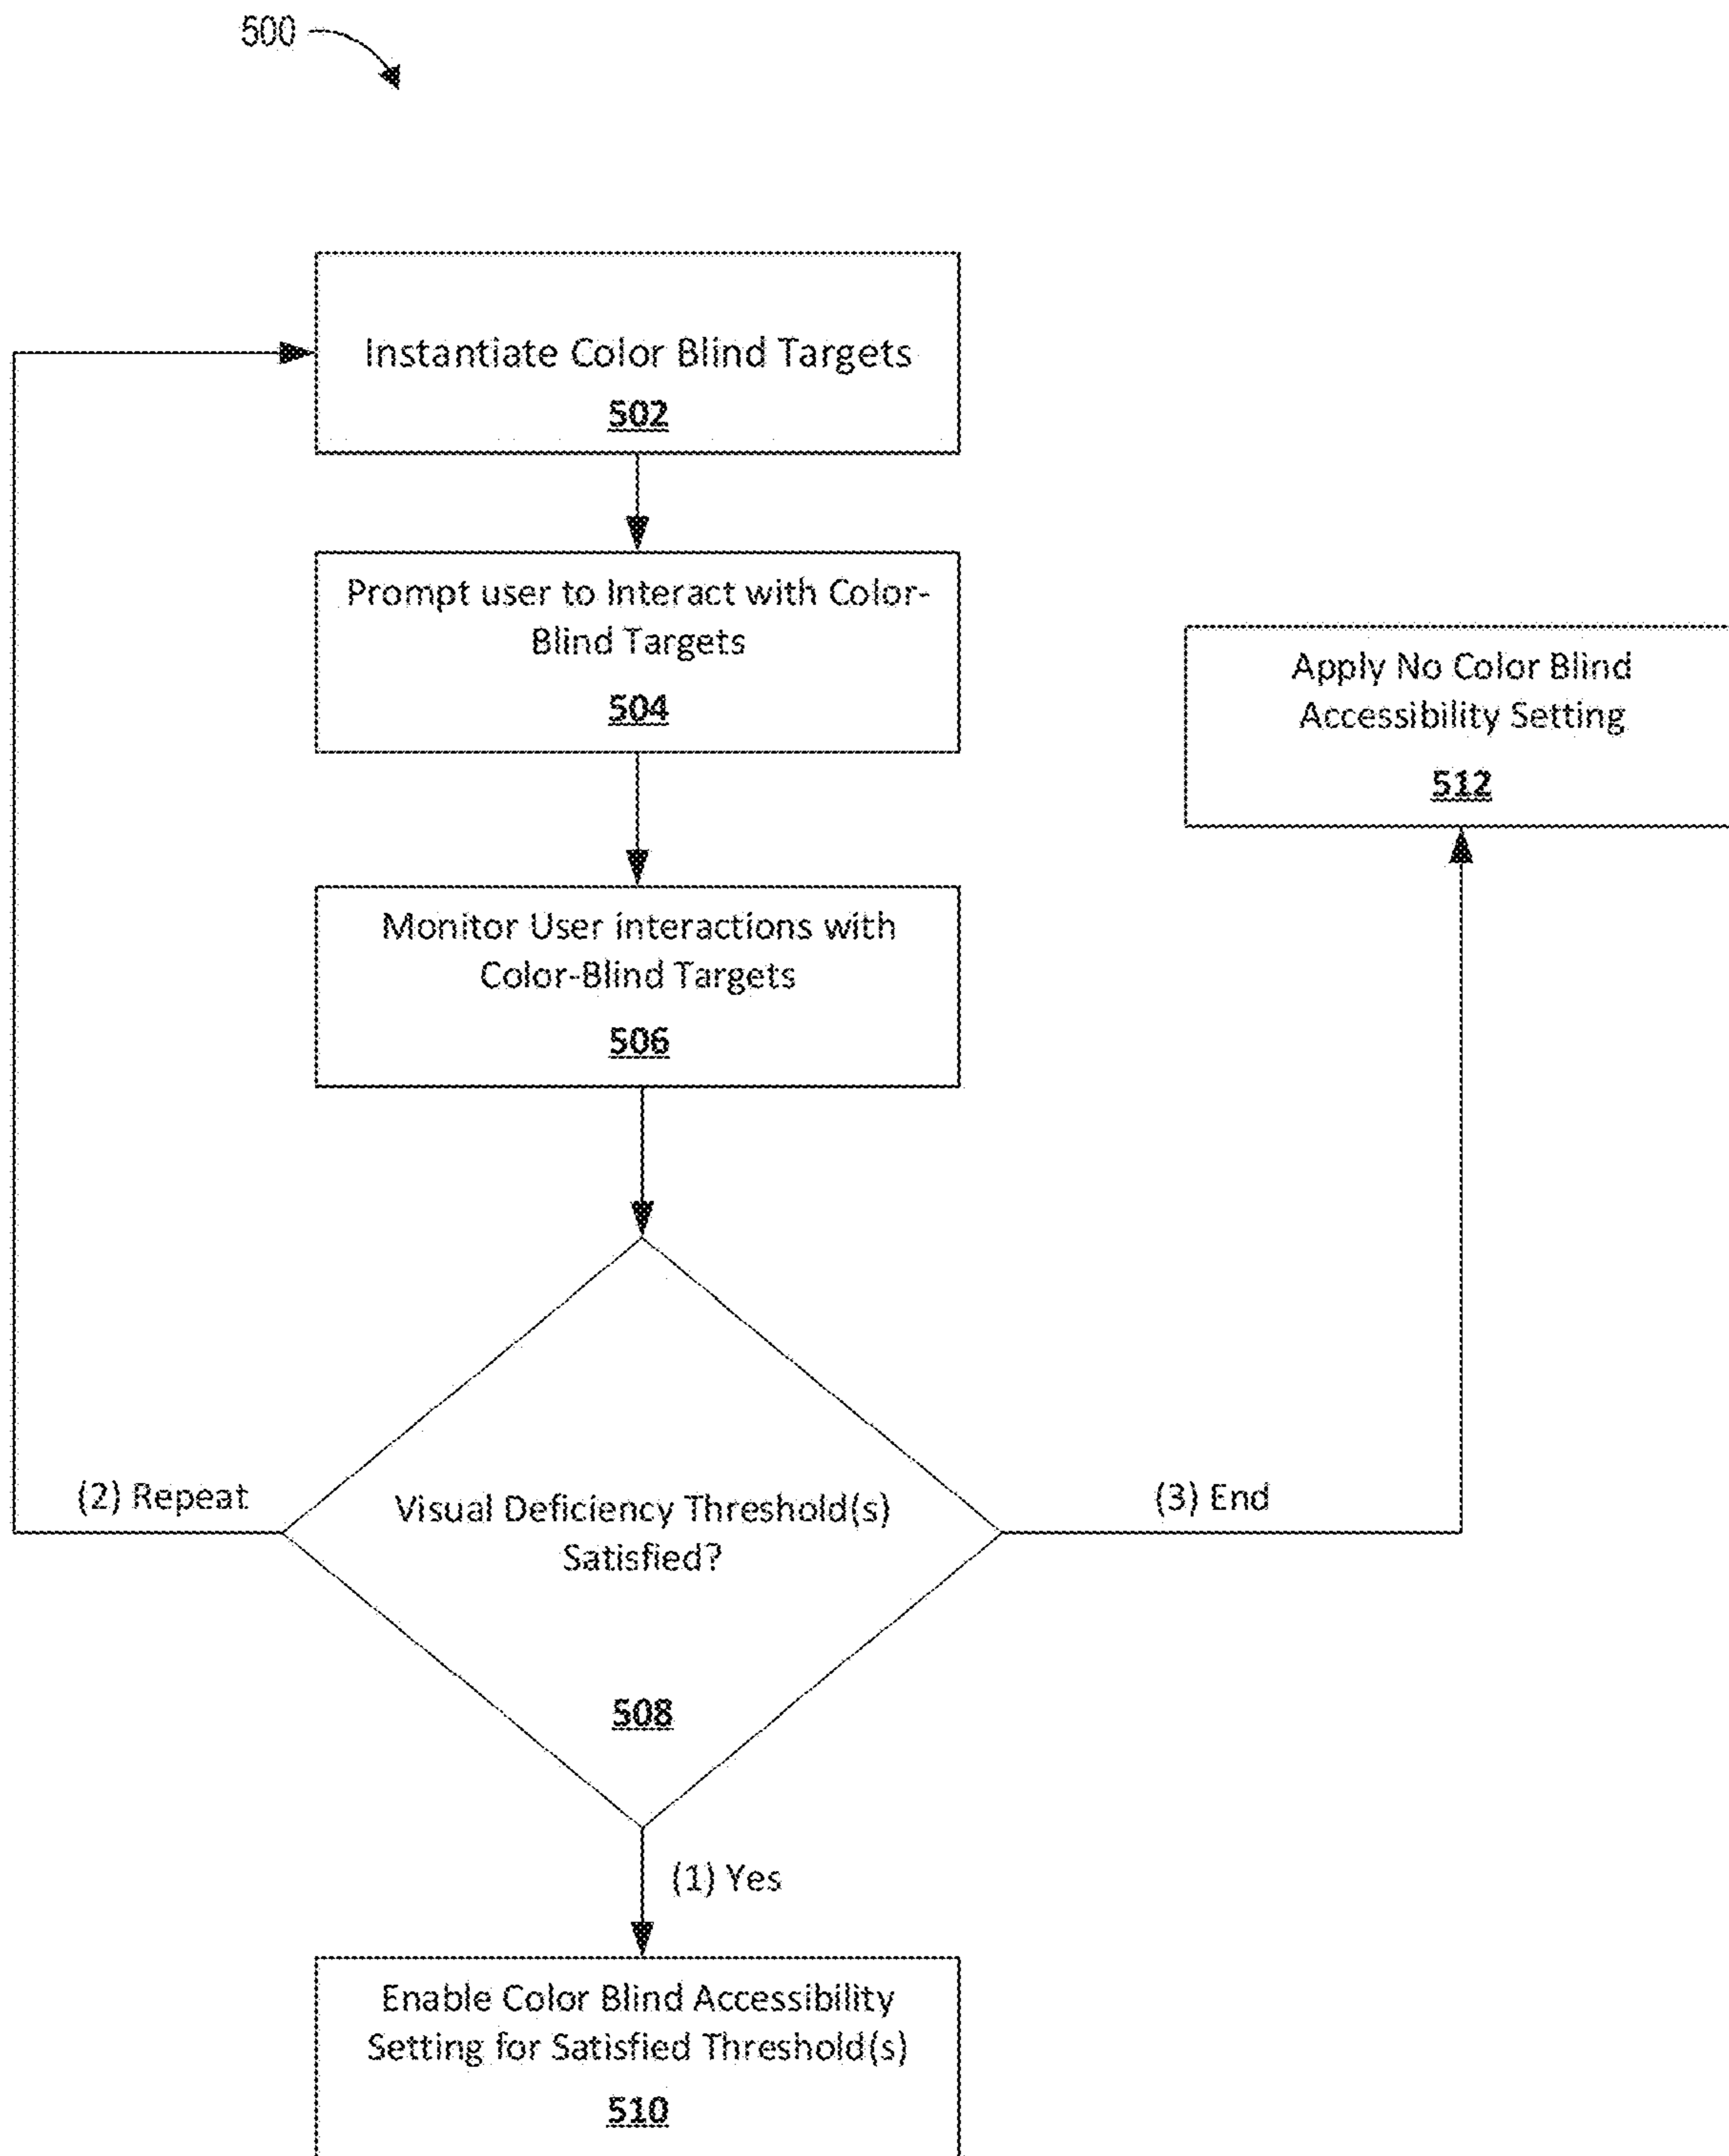 500
Instantiate Color Blind Targets
502
Prompt user to Interact with Color-
Blind Targets
504
Apply No Color Blind
Accessibility Setting
512
Monitor User interactions with
Color-Blind Targets
506
(2) Repeat
Visual Deficiency Threshold(s)
Satisfied?
508
(3) End
(1) Yes
Enable Color Blind Accessibility
Setting for Satisfied Threshold(s)
510